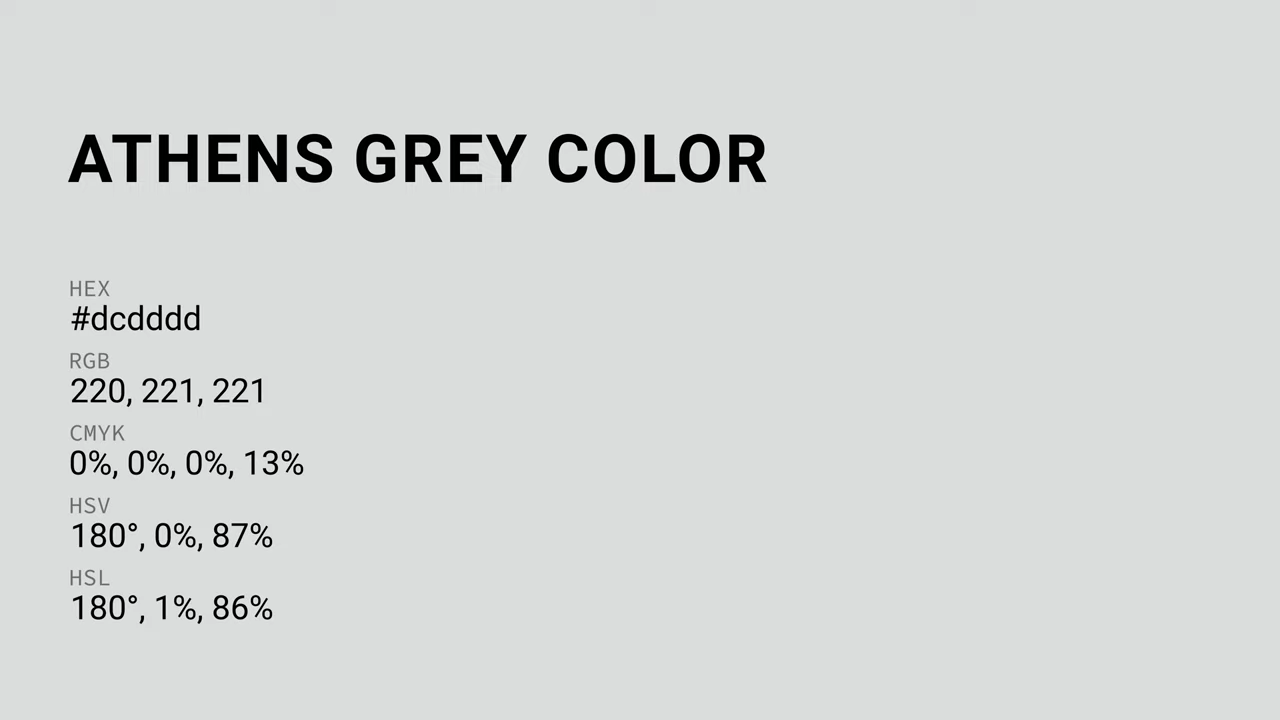 ATHENS GREY COLOR
HEX
#dcdddd
RGB
220, 221, 221
CMYK
0%, 0%, 0%, 13%
HSV
180°, 0%, 87%
HSL
180°, 1%, 86%